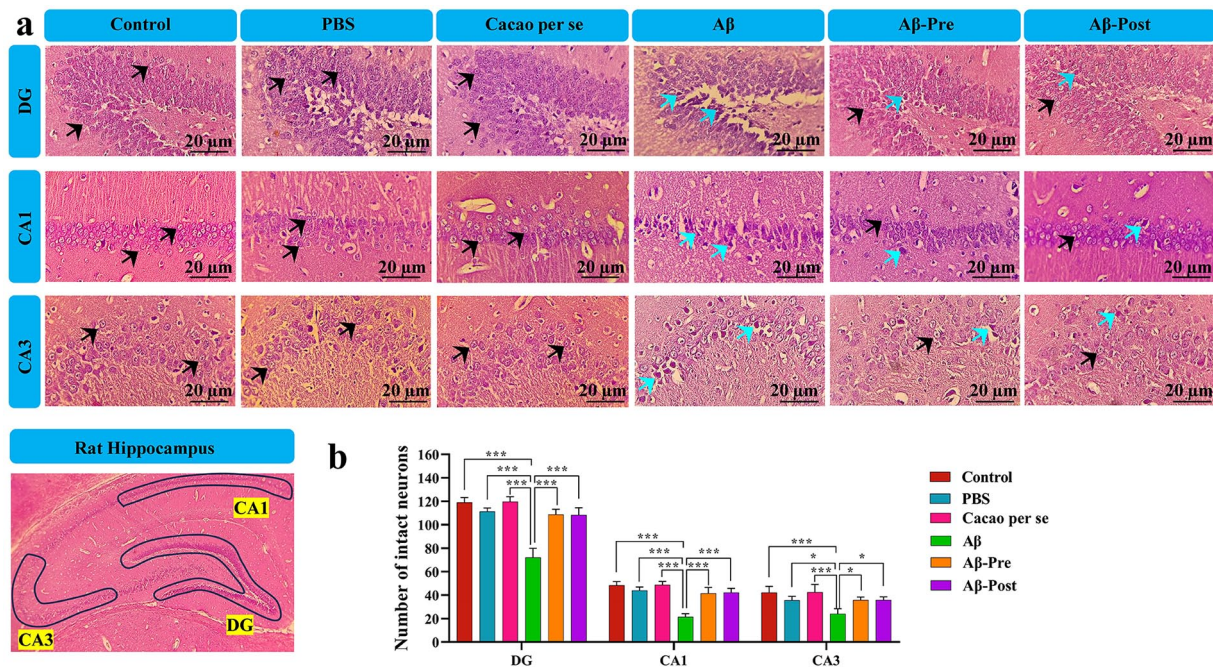 a
Control
PBS
Cacao per se
Aβ
Aβ-Pre
Aβ-Post
DG
20 µm
20 µm
20 µm
20 µm
20 µm
20 µm
CA1
20 µm
20 µm
20 µm
20 µm
20 µm
20 µm
CA3
20 µm
20 µm
20 µm
20 µm
20 µm
20 µm
Rat Hippocampus
CA1
CA3
DG
b
Number of intact neurons
160
140
120
100
80
60
40
20
0
***
***
***
***
***
***
***
***
***
***
***
*
*
***
*
DG
CA1
CA3
Control
PBS
Cacao per se
Aβ
Aβ-Pre
Aβ-Post